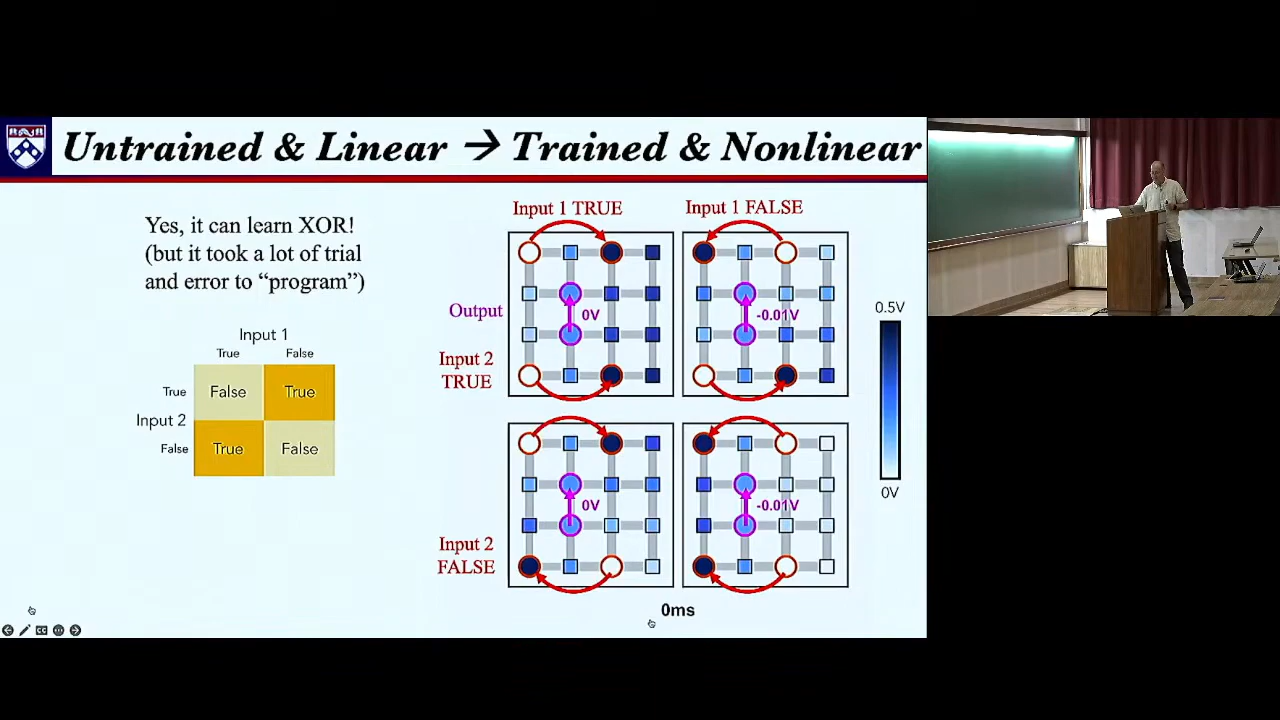 Untrained & Linear → Trained & Nonlinear
Yes, it can learn XOR!
(but it took a lot of trial
and error to “program”)
Input 1
True False
True False True
Input 2
False True False
Input 1 TRUE Input 1 FALSE
Output
0V -0.01V
Input 2
TRUE
0V -0.01V
Input 2
FALSE
0ms
0.5V
0V